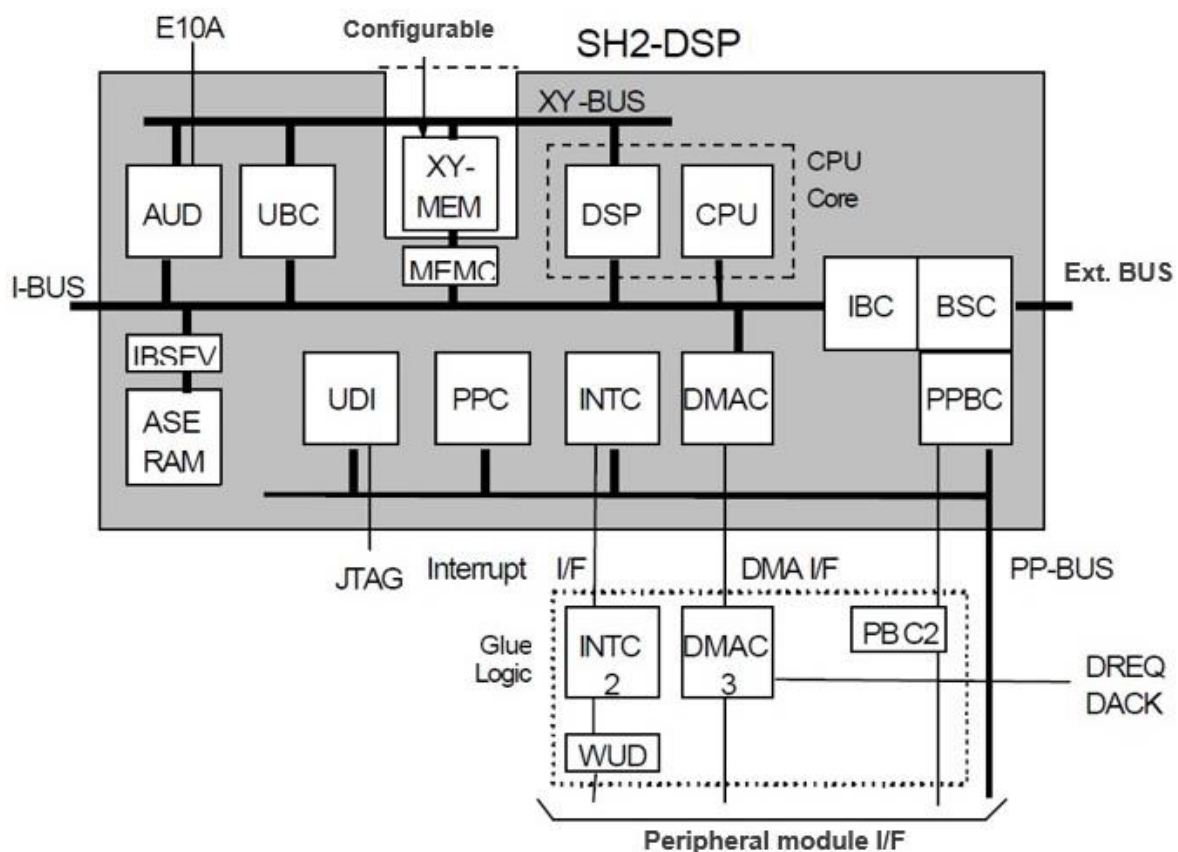 E10A
Configurable
SH2-DSP
XY-BUS
AUD
UBC
XY-
MEM
DSP
CPU
CPU
Core
MEMC
I-BUS
IBC
BSC
Ext. BUS
IBSEV
ASE
RAM
UDI
PPC
INTC
DMAC
PPBC
JTAG
Interrupt I/F
DMA I/F
PP-BUS
Glue
Logic
INTC
2
DMAC
3
PBC2
DREQ
DACK
WUD
Peripheral module I/F